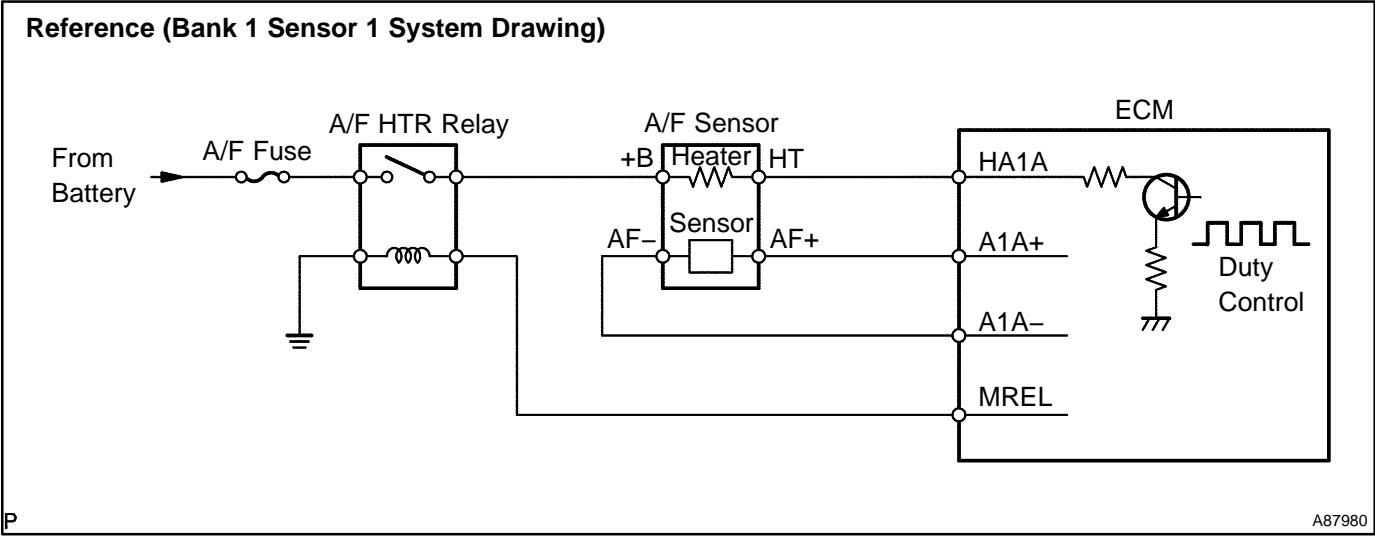 Reference (Bank 1 Sensor 1 System Drawing)
ECM
A/F HTR Relay
A/F Sensor
From
Battery
A/F Fuse
+B
Heater
HT
HA1A
AF−
Sensor
AF+
A1A+
Duty
Control
A1A−
MREL
P
A87980